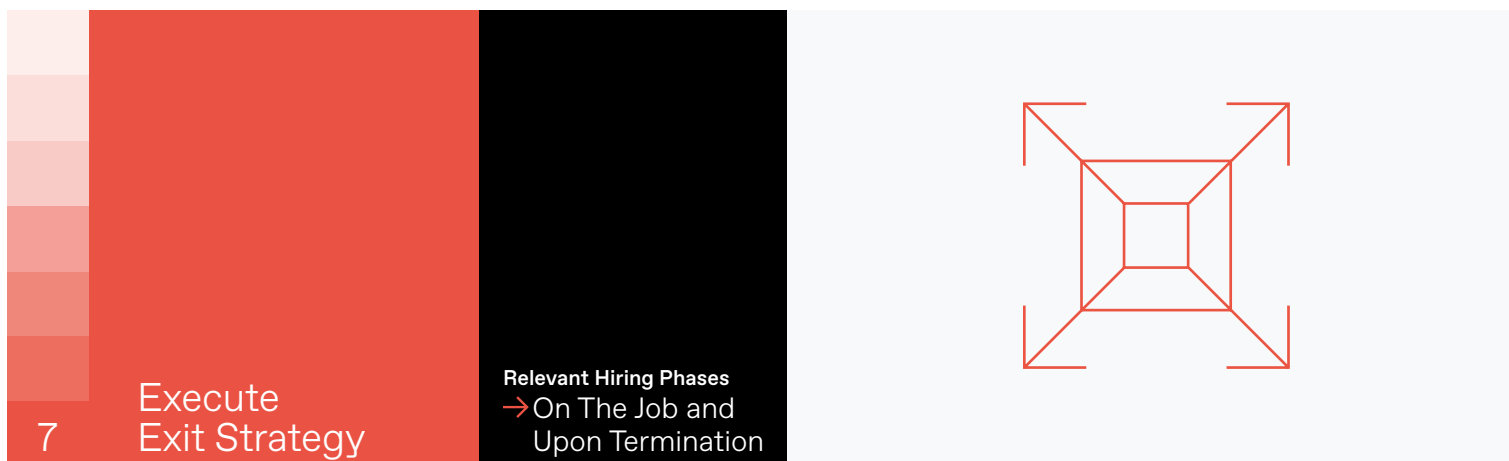 7
Execute
Exit Strategy
Relevant Hiring Phases
→ On The Job and
Upon Termination